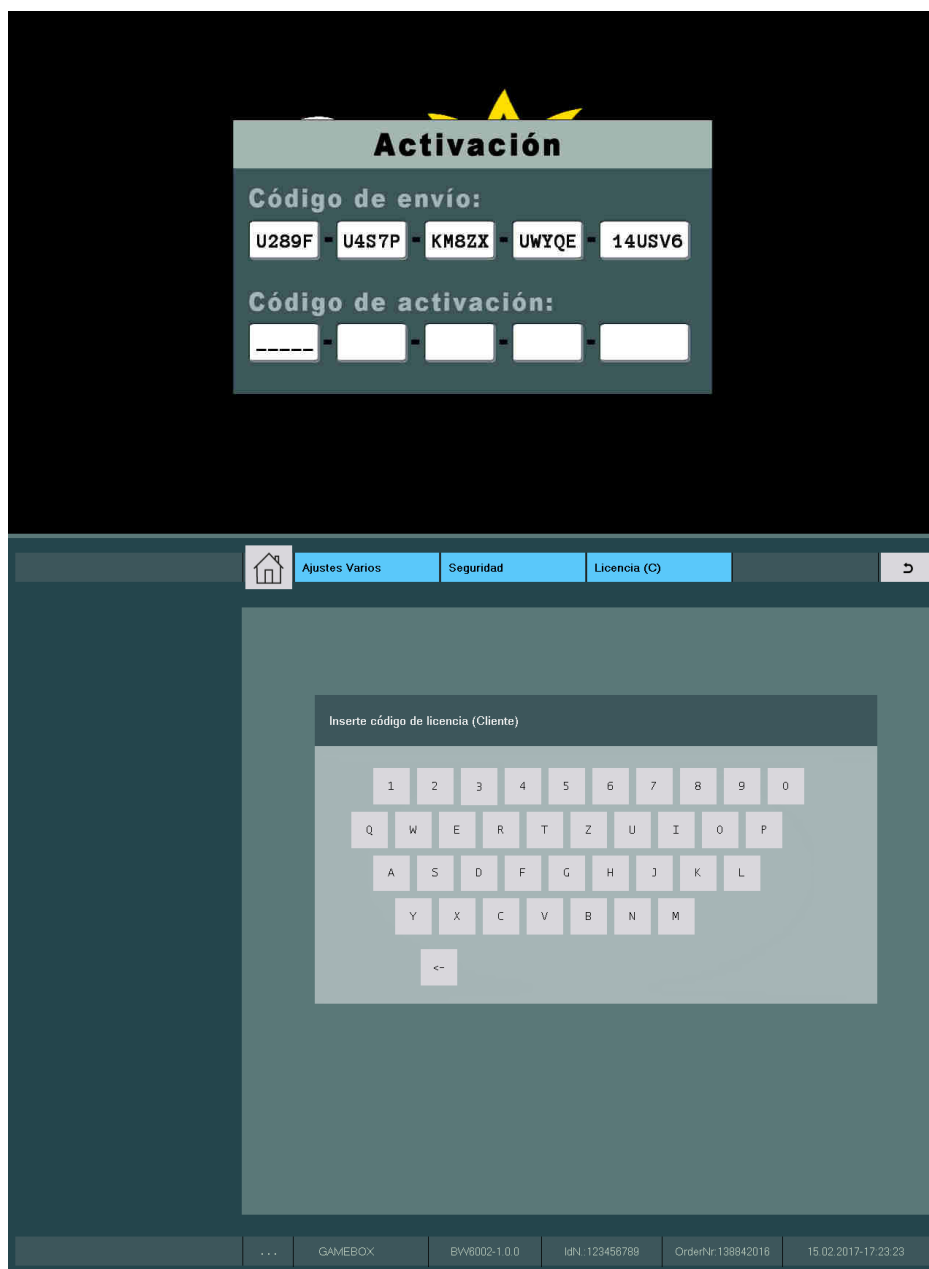 Activación
Código de envío:
U289F - U4S7P - KM8ZX - UWYQE - 14USV6
Código de activación:
_____ - - - -
Ajustes Varios Seguridad Licencia (C)
Inserte código de licencia (Cliente)
1 2 3 4 5 6 7 8 9 0
Q W E R T Z U I O P
A S D F G H J K L
Y X C V B N M
<-
... GAMEBOX BW6002-1.0.0 IdN.:123456789 OrderNr:138842016 15.02.2017-17:23:23